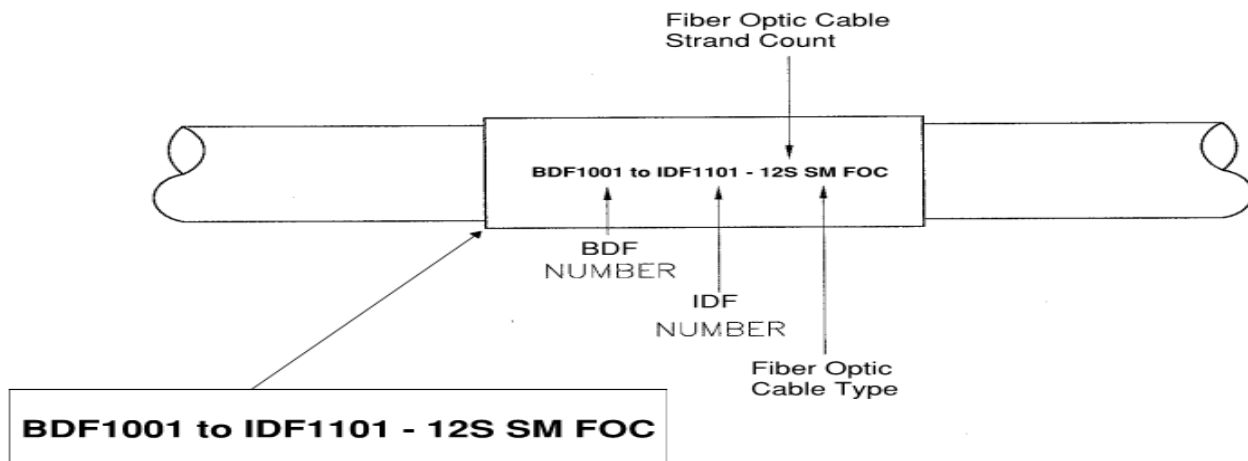 Fiber Optic Cable
Strand Count
BDF1001 to IDF1101 - 12S SM FOC
BDF
NUMBER
IDF
NUMBER
Fiber Optic
Cable Type
BDF1001 to IDF1101 - 12S SM FOC